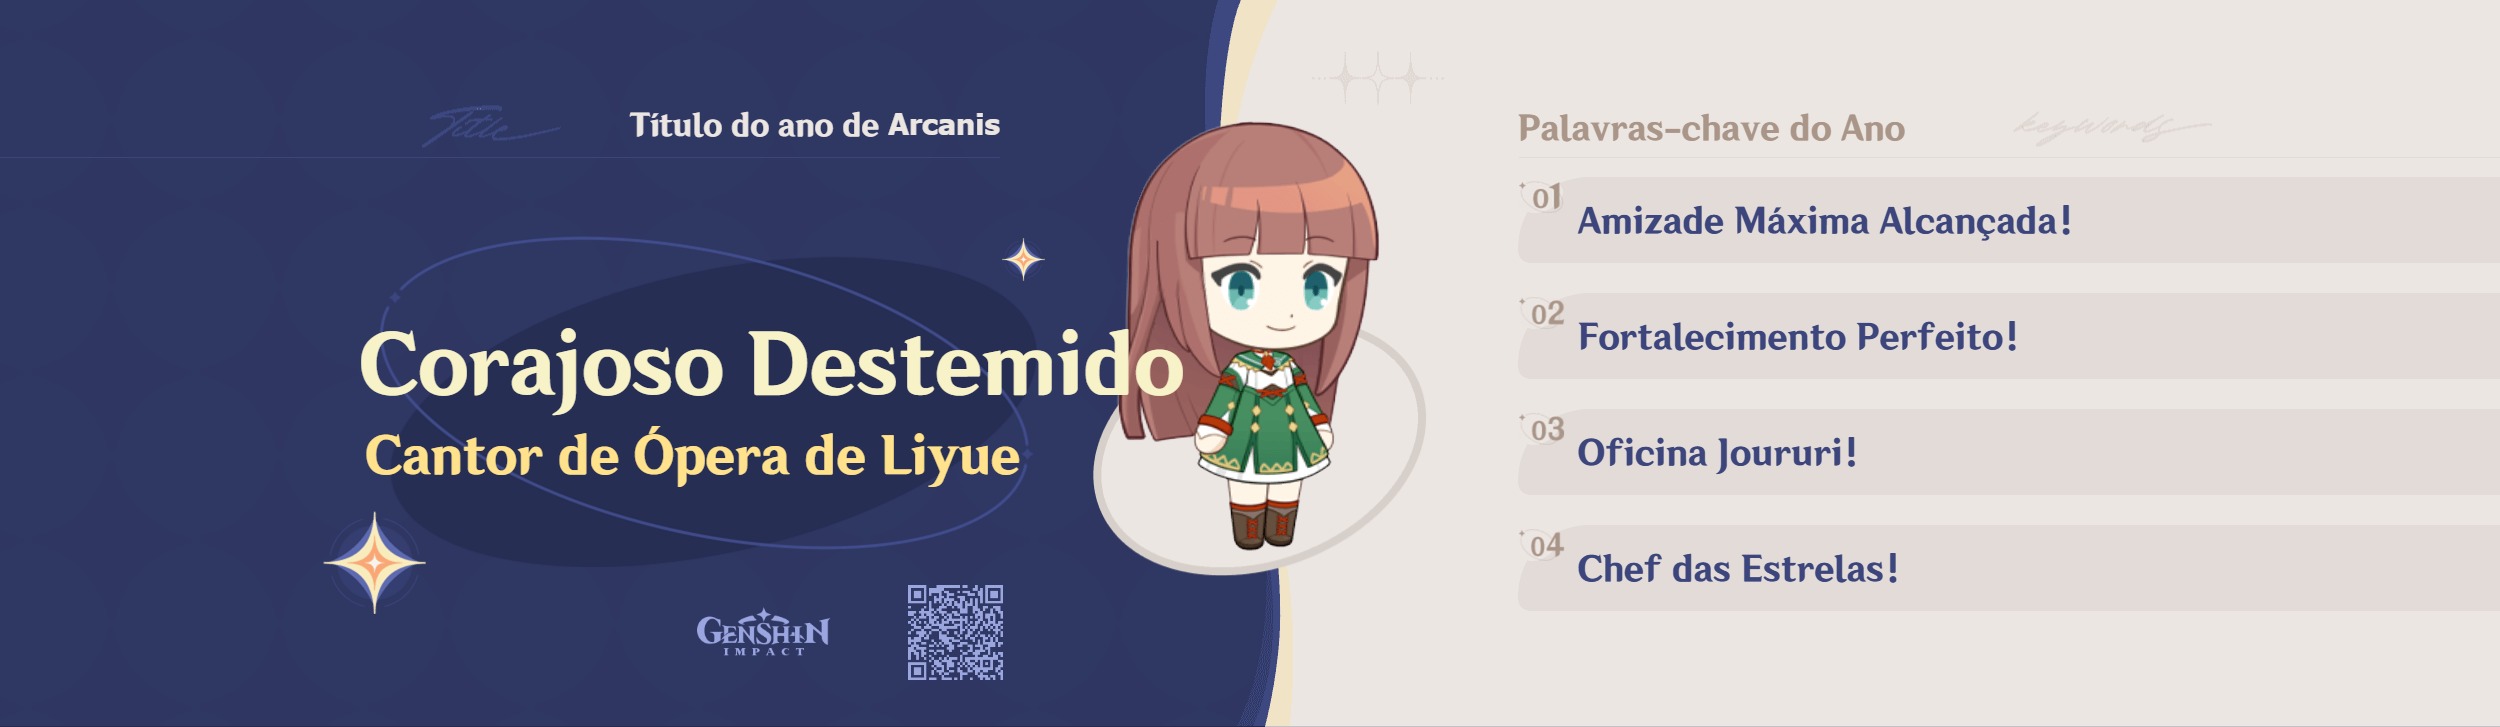 Title
Título do ano de Arcanis
Corajoso Destemido
Cantor de Ópera de Liyue
GENSHIN
IMPACT
Palavras-chave do Ano
keywords
01
Amizade Máxima Alcançada!
02
Fortalecimento Perfeito!
03
Oficina Joururi!
04
Chef das Estrelas!